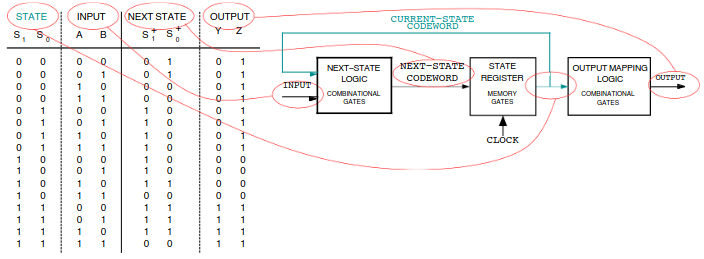 STATE INPUT NEXT STATE OUTPUT
S1 S0 A B S1+ S0+ Y Z
0 0 0 0 0 1 0 1
0 0 0 1 1 0 0 1
0 0 1 0 0 0 0 1
0 0 1 1 0 0 0 1
0 1 0 0 1 0 0 1
0 1 0 1 1 0 0 1
0 1 1 0 1 0 0 1
0 1 1 1 1 0 0 1
1 0 0 0 1 0 0 0
1 0 0 1 0 0 0 0
1 0 1 0 1 0 0 0
1 0 1 1 1 0 0 0
1 1 0 0 1 1 1 1
1 1 0 1 1 1 1 1
1 1 1 0 1 1 1 1
1 1 1 1 0 0 1 1
CURRENT-STATE
CODEWORD
INPUT
NEXT-STATE
LOGIC
COMBINATIONAL
GATES
NEXT-STATE
CODEWORD
STATE
REGISTER
MEMORY
GATES
CLOCK
OUTPUT MAPPING
LOGIC
COMBINATIONAL
GATES
OUTPUT